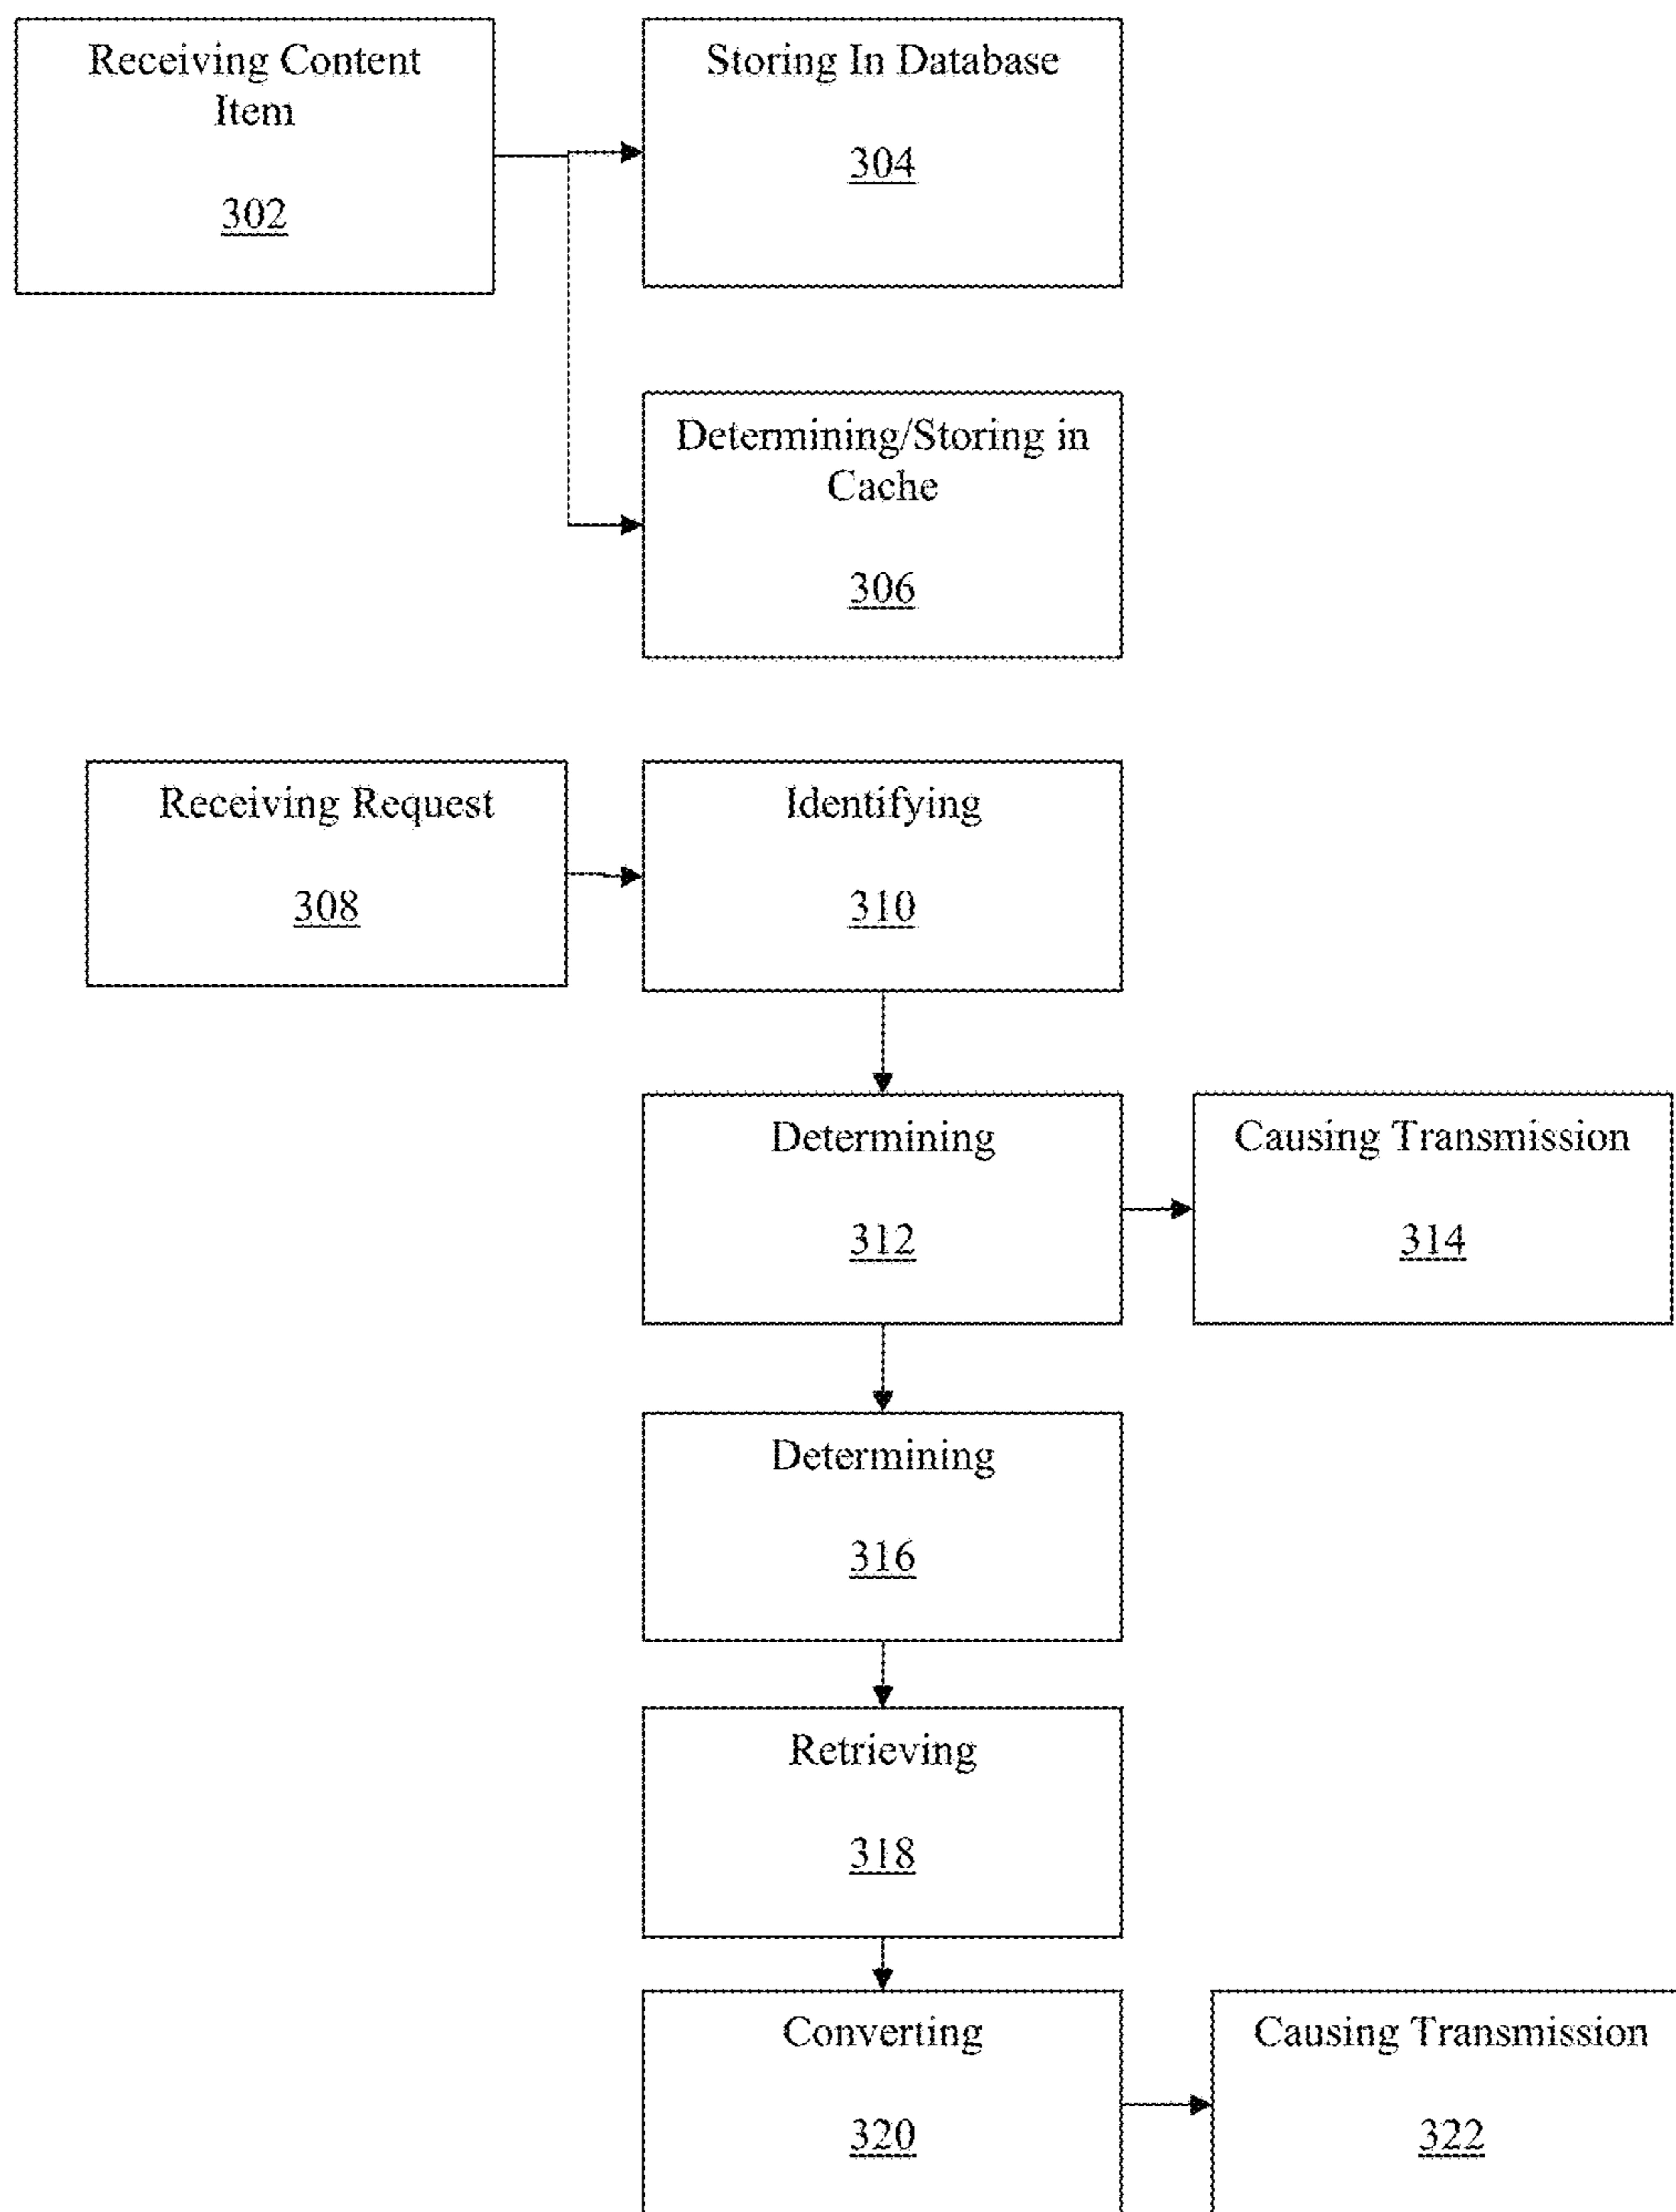 Receiving Content
Item
302
Storing In Database
304
Determining/Storing in
Cache
306
Receiving Request
308
Identifying
310
Determining
312
Causing Transmission
314
Determining
316
Retrieving
318
Converting
320
Causing Transmission
322